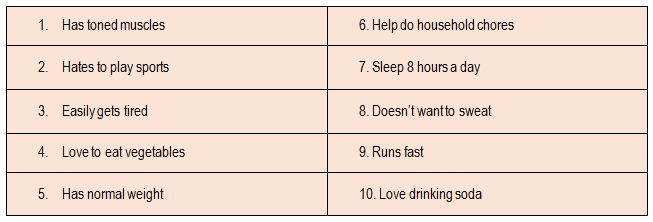 1. Has toned muscles
6. Help do household chores
2. Hates to play sports
7. Sleep 8 hours a day
3. Easily gets tired
8. Doesn't want to sweat
4. Love to eat vegetables
9. Runs fast
5. Has normal weight
10. Love drinking soda